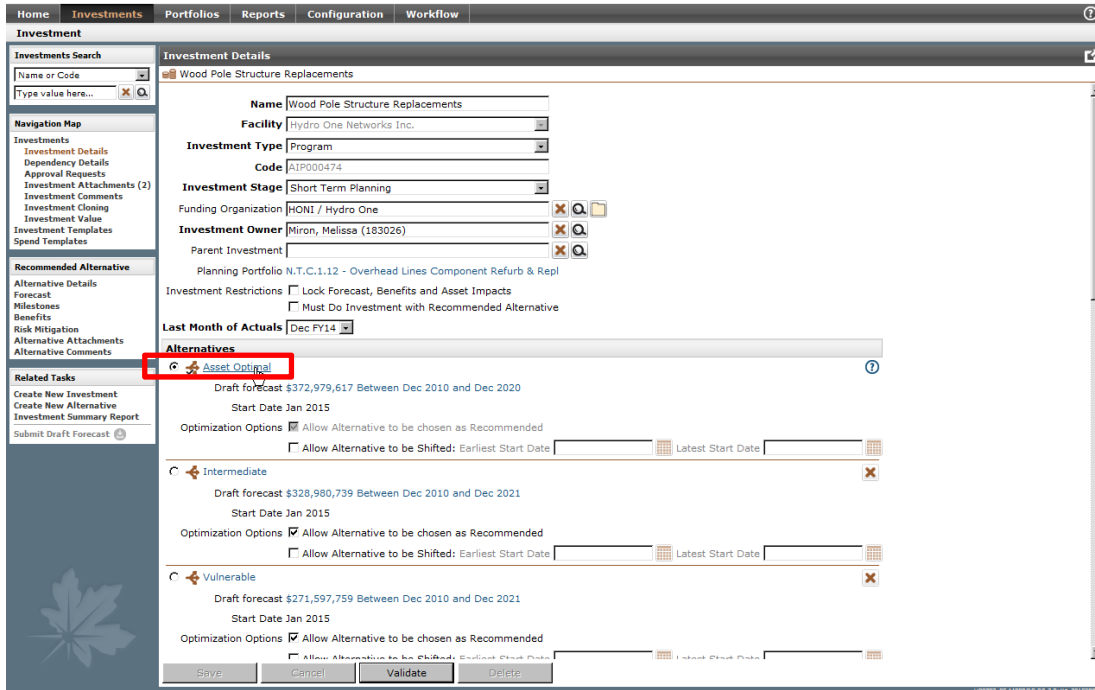 Home Investments Portfolios Reports Configuration Workflow
Investment
Investments Search
Name or Code
Type value here...
Navigation Map
Investments
Investment Details
Dependency Details
Approval Requests
Investment Attachments (2)
Investment Comments
Investment Cloning
Investment Value
Investment Templates
Spend Templates
Recommended Alternative
Alternative Details
Forecast
Milestones
Benefits
Risk Mitigation
Alternative Attachments
Alternative Comments
Related Tasks
Create New Investment
Create New Alternative
Investment Summary Report
Submit Draft Forecast
Investment Details
Wood Pole Structure Replacements
Name Wood Pole Structure Replacements
Facility Hydro One Networks Inc.
Investment Type Program
Code AIP000474
Investment Stage Short Term Planning
Funding Organization HONI / Hydro One
Investment Owner Miron, Melissa (183026)
Parent Investment
Planning Portfolio N.T.C.1.12 - Overhead Lines Component Refurb & Repl
Investment Restrictions Lock Forecast, Benefits and Asset Impacts
Must Do Investment with Recommended Alternative
Last Month of Actuals Dec FY14
Alternatives
Asset Optimal
Draft forecast $372,979,617 Between Dec 2010 and Dec 2020
Start Date Jan 2015
Optimization Options Allow Alternative to be chosen as Recommended
Allow Alternative to be Shifted: Earliest Start Date Latest Start Date
Intermediate
Draft forecast $328,980,739 Between Dec 2010 and Dec 2021
Start Date Jan 2015
Optimization Options Allow Alternative to be chosen as Recommended
Allow Alternative to be Shifted: Earliest Start Date Latest Start Date
Vulnerable
Draft forecast $271,597,759 Between Dec 2010 and Dec 2021
Start Date Jan 2015
Optimization Options Allow Alternative to be chosen as Recommended
Allow Alternative to be Shifted: Earliest Start Date Latest Start Date
Save Cancel Validate Delete